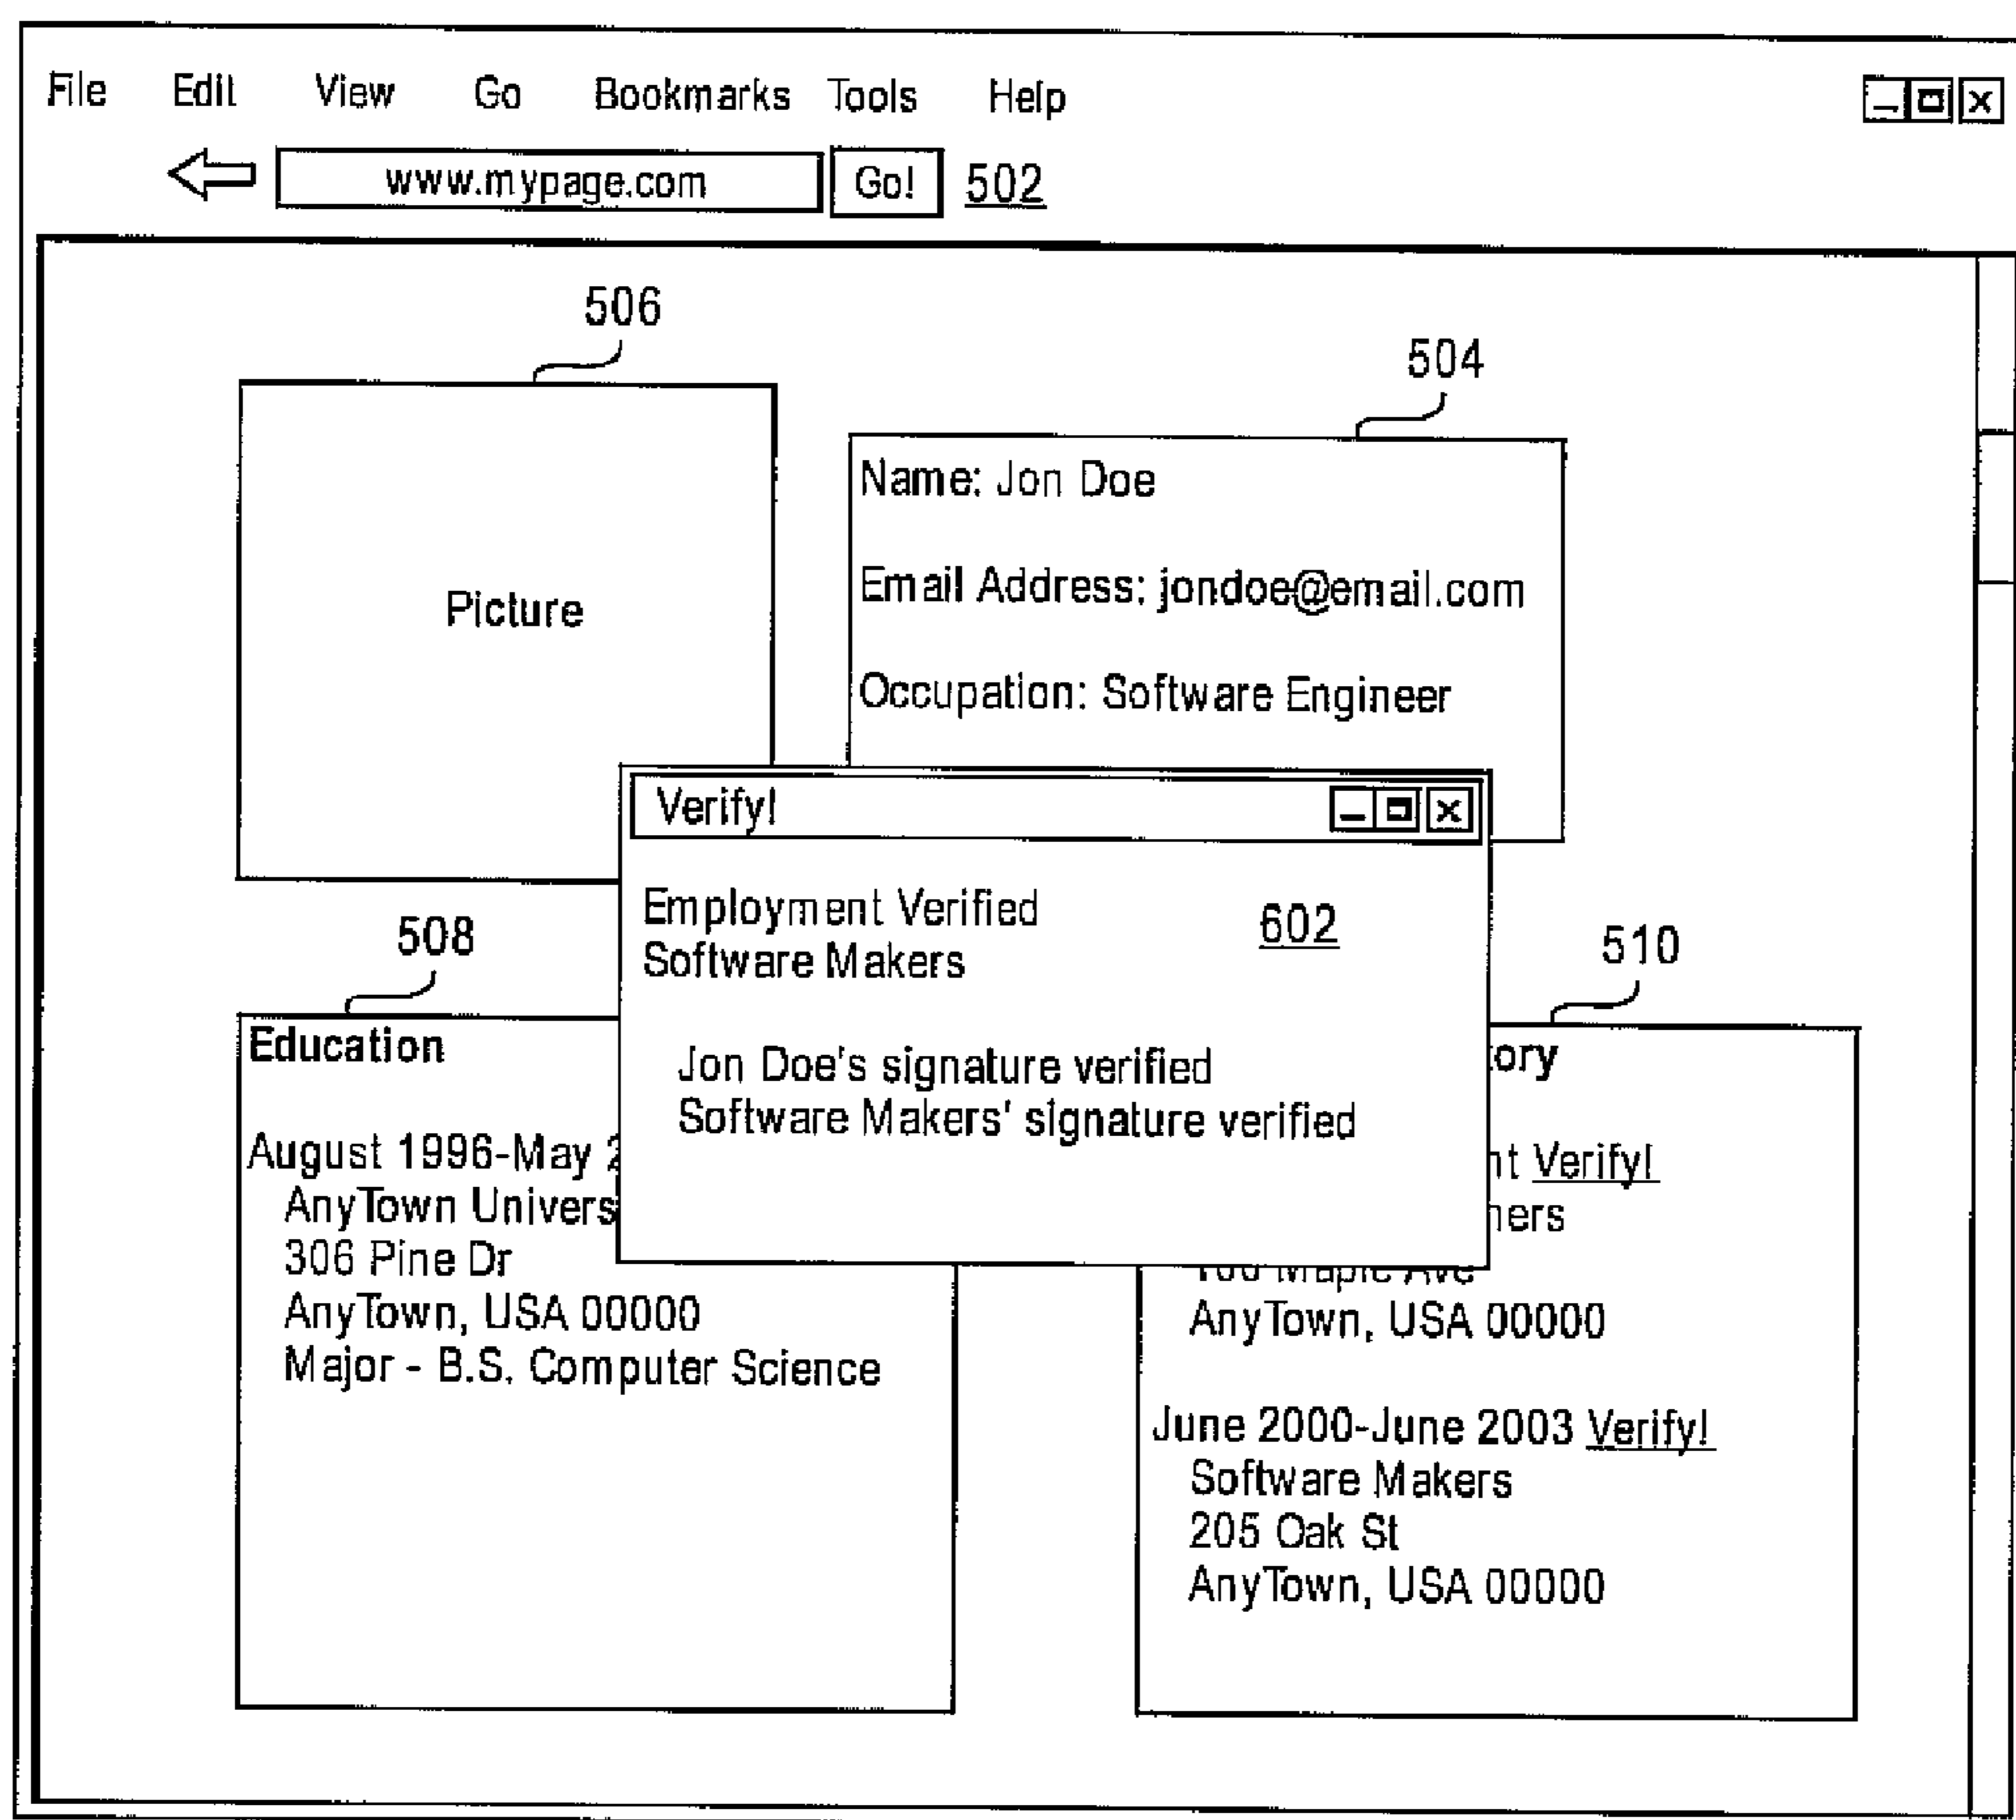 File Edit View Go Bookmarks Tools Help
www.mypage.com Go! 502
506
504
Picture
Name: Jon Doe
Email Address: jondoe@email.com
Occupation: Software Engineer
Verify!
Employment Verified 602
Software Makers
Jon Doe's signature verified
Software Makers' signature verified
508
Education
August 1996-May
AnyTown Univers
306 Pine Dr
AnyTown, USA 00000
Major - B.S. Computer Science
510
ory
nt Verify!
ners
Maple Ave
AnyTown, USA 00000
June 2000-June 2003 Verify!
Software Makers
205 Oak St
AnyTown, USA 00000